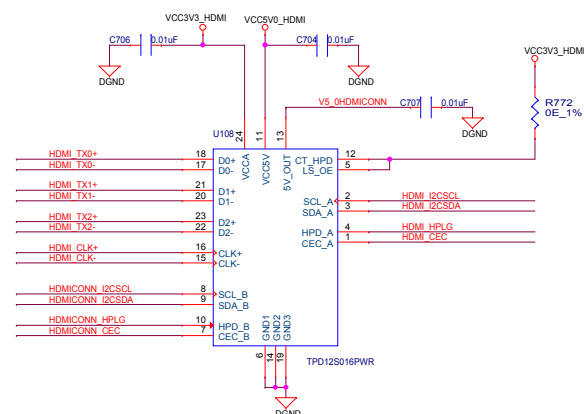 VCC3V3_HDMI
VCC5V0_HDMI
C706
0.01uF
C704
0.01uF
VCC3V3_HDMI
DGND
DGND
R772
0E_1%
V5_0HDMICONN
C707
0.01uF
DGND
U108
24
11
13
VCCA
VCC5V
5V_OUT
HDMI_TX0+
18
D0+
CT_HPD
12
HDMI_TX0-
17
D0-
LS_OE
5
HDMI_TX1+
21
D1+
HDMI_TX1-
20
D1-
SCL_A
2
HDMI_I2CSCL
SDA_A
3
HDMI_I2CSDA
HDMI_TX2+
23
D2+
HDMI_TX2-
22
D2-
HPD_A
4
HDMI_HPLG
CEC_A
1
HDMI_CEC
HDMI_CLK+
16
CLK+
HDMI_CLK-
15
CLK-
HDMICONN_I2CSCL
8
SCL_B
HDMICONN_I2CSDA
9
SDA_B
HDMICONN_HPLG
10
HPD_B
HDMICONN_CEC
7
CEC_B
GND1
GND2
GND3
6
14
19
TPD12S016PWR
DGND